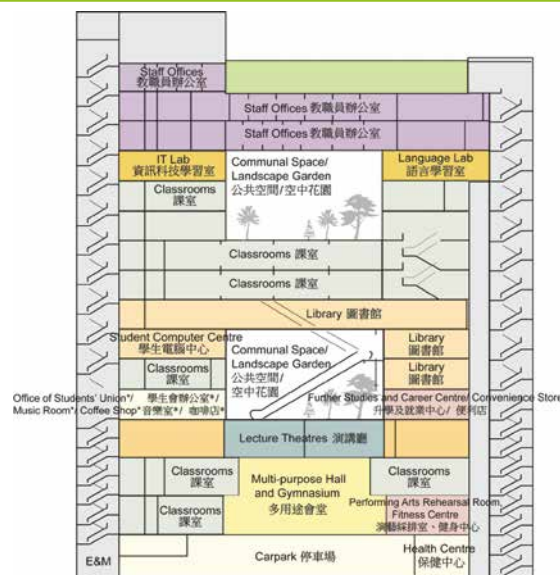 Staff Offices
教職員辦公室
Staff Offices 教職員辦公室
Staff Offices 教職員辦公室
IT Lab
資訊科技學習室
Communal Space/
Landscape Garden
公共空間/空中花園
Language Lab
語言學習室
Classrooms
課室
Classrooms 課室
Classrooms 課室
Library 圖書館
Student Computer Centre
學生電腦中心
Communal Space/
Landscape Garden
公共空間/
空中花園
Library
圖書館
Classrooms
課室
Library
圖書館
Office of Students' Union*/ 學生會辦公室*/
Music Room*/ Coffee Shop* 音樂室*/ 咖啡店*
Further Studies and Career Centre/ Convenience Store
升學及就業中心/ 便利店
Lecture Theatres 演講廳
Classrooms
課室
Multi-purpose Hall
and Gymnasium
多用途會堂
Classrooms
課室
Classrooms
課室
Performing Arts Rehearsal Room,
Fitness Centre
演藝綵排室、健身中心
E&M
Carpark 停車場
Health Centre
保健中心